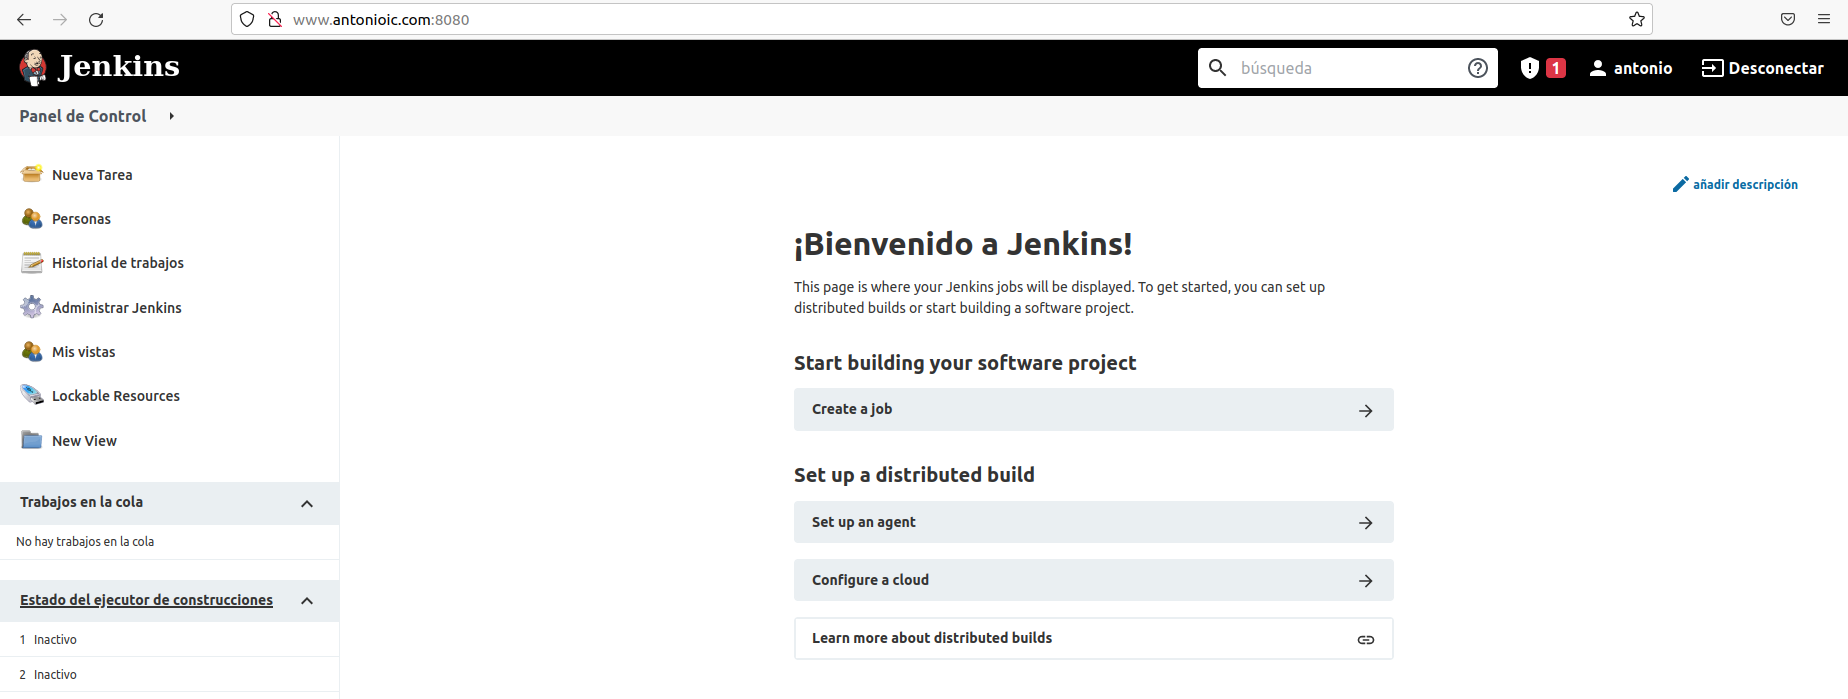 www.antonioic.com:8080
Jenkins
búsqueda
1
antonio
Desconectar
Panel de Control
Nueva Tarea
Personas
Historial de trabajos
Administrar Jenkins
Mis vistas
Lockable Resources
New View
Trabajos en la cola
No hay trabajos en la cola
Estado del ejecutor de construcciones
1 Inactivo
2 Inactivo
añadir descripción
¡Bienvenido a Jenkins!
This page is where your Jenkins jobs will be displayed. To get started, you can set up
distributed builds or start building a software project.
Start building your software project
Create a job
Set up a distributed build
Set up an agent
Configure a cloud
Learn more about distributed builds